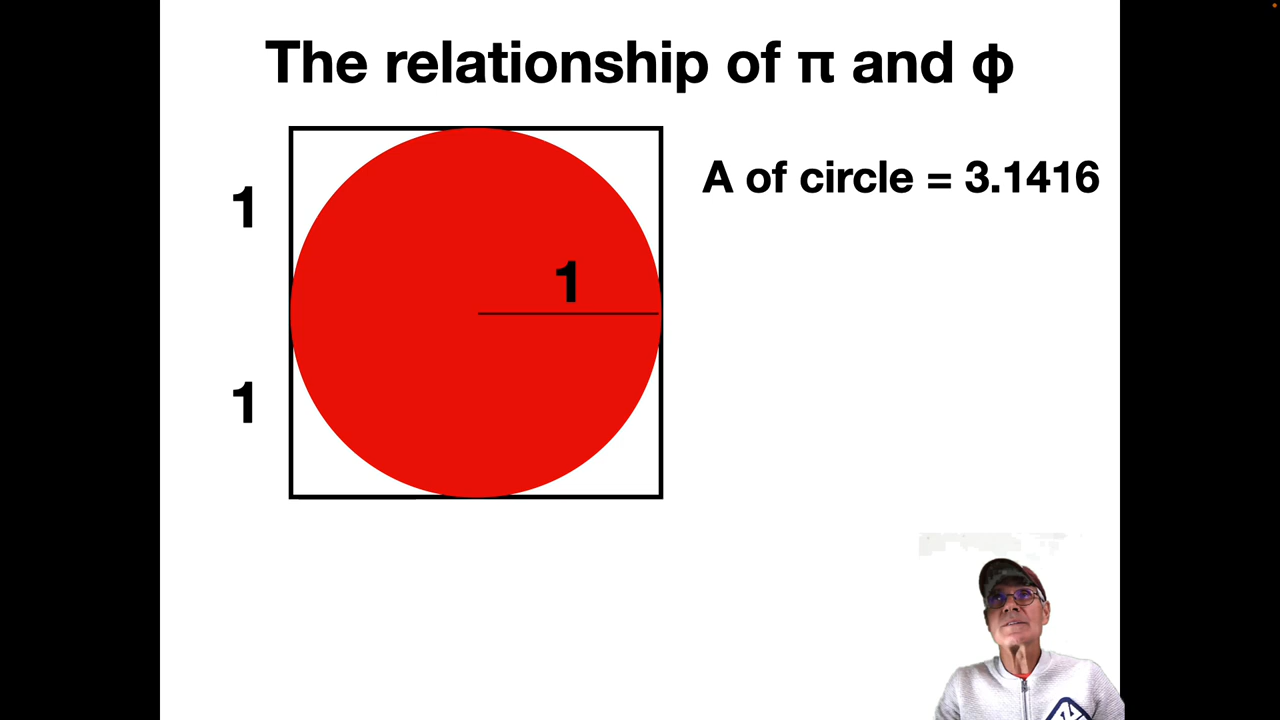 The relationship of π and ϕ
A of circle = 3.1416
1
1
1